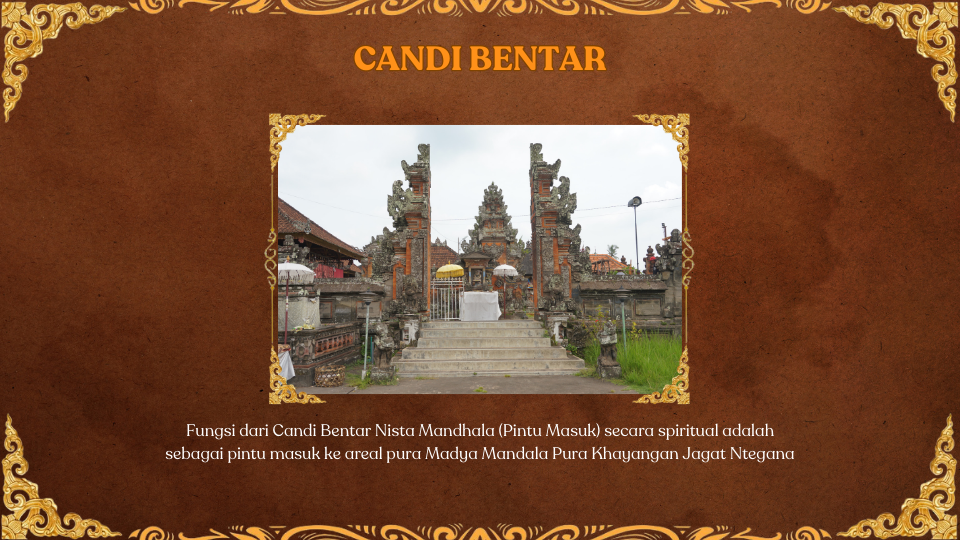 CANDI BENTAR
Fungsi dari Candi Bentar Nista Mandhala (Pintu Masuk) secara spiritual adalah
sebagai pintu masuk ke areal pura Madya Mandala Pura Khayangan Jagat Ntegana